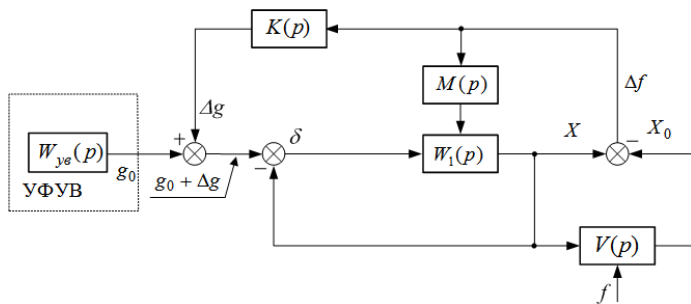 K(p)
Δg
M(p)
Δf
+
δ
X
−
X₀
W_ув(p)
g₀
−
W₁(p)
УФУВ
g₀ + Δg
V(p)
f